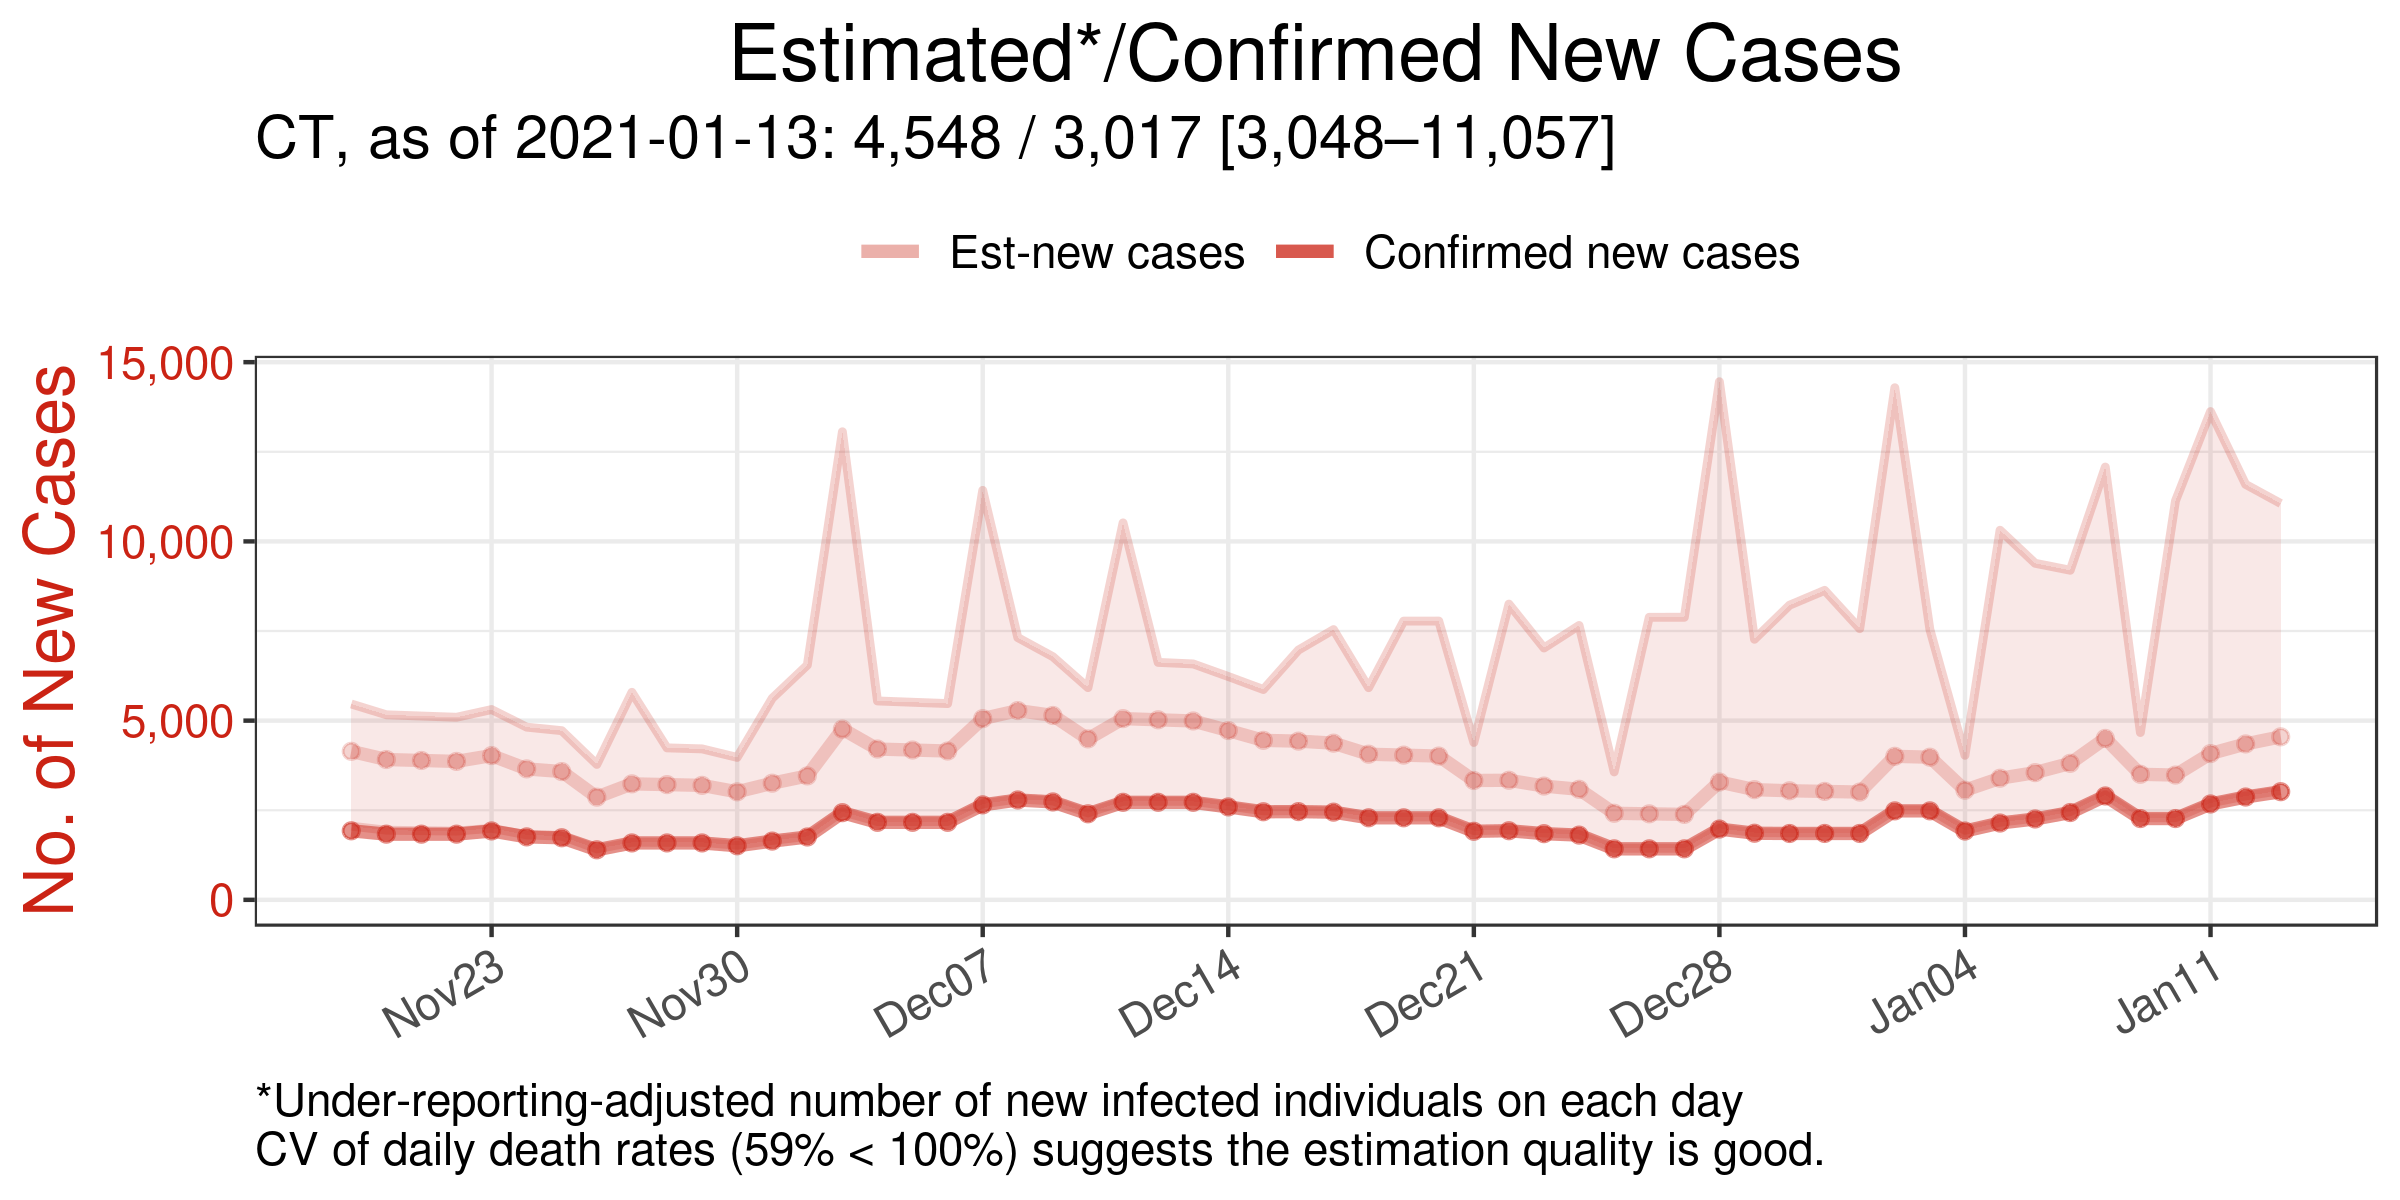 Estimated*/Confirmed New Cases
CT, as of 2021-01-13: 4,548 / 3,017 [3,048–11,057]
Est-new cases
Confirmed new cases
No. of New Cases
15,000
10,000
5,000
0
Nov23
Nov30
Dec07
Dec14
Dec21
Dec28
Jan04
Jan11
*Under-reporting-adjusted number of new infected individuals on each day
CV of daily death rates (59% < 100%) suggests the estimation quality is good.